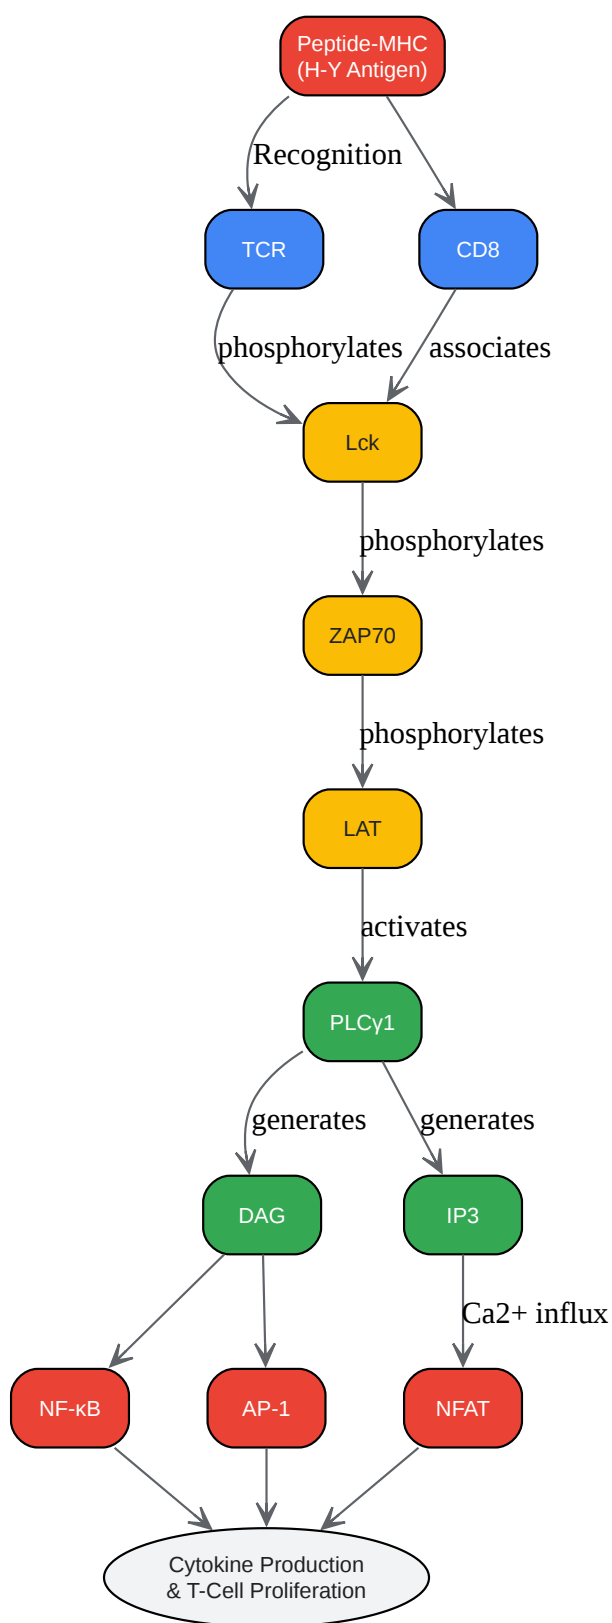 Peptide-MHC
(H-Y Antigen)
Recognition
TCR
CD8
phosphorylates
associates
Lck
phosphorylates
ZAP70
phosphorylates
LAT
activates
PLCγ1
generates
generates
DAG
IP3
Ca2+ influx
NF-κB
AP-1
NFAT
Cytokine Production
& T-Cell Proliferation